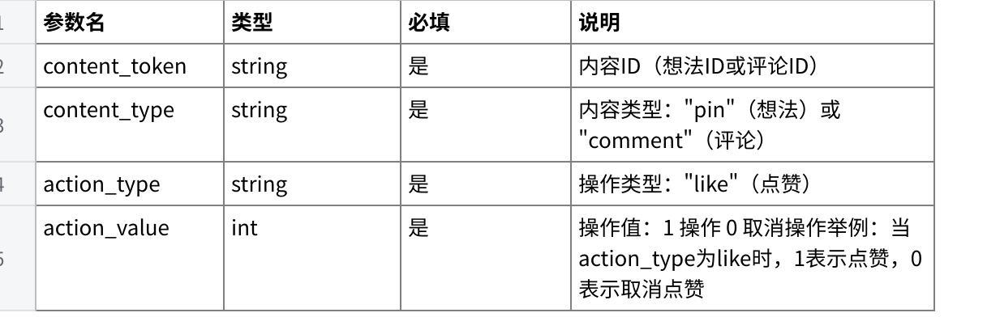 参数名 类型 必填 说明
content_token string 是 内容ID（想法ID或评论ID）
content_type string 是 内容类型："pin"（想法）或
"comment"（评论）
action_type string 是 操作类型："like"（点赞）
action_value int 是 操作值：1 操作 0 取消操作举例：当
action_type为like时，1表示点赞，0
表示取消点赞